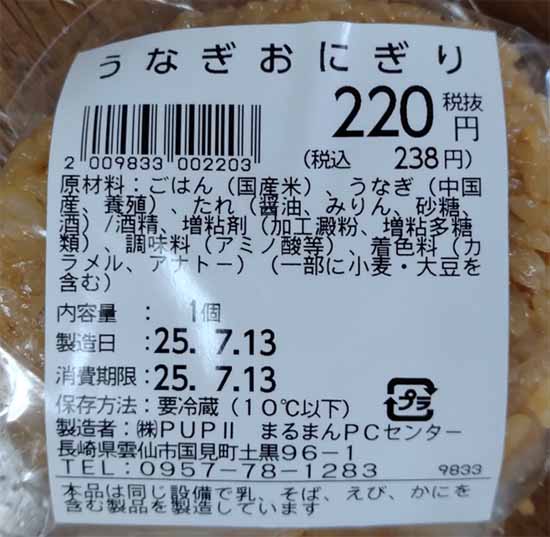 うなぎおにぎり
220円 税抜
2 009833 002203
(税込 238円)
原材料:ごはん(国産米)、うなぎ(中国
産、養殖)、たれ(醤油、みりん、砂糖、
酒)/酒精、増粘剤(加工澱粉、増粘多糖
類)、調味料(アミノ酸等)、着色料(カ
ラメル、アナトー)(一部に小麦・大豆を
含む)
内容量 : 1個
製造日 :25. 7.13
消費期限:25. 7.13
保存方法:要冷蔵(10℃以下)
プラ
製造者:㈱PUPⅡ まるまんPCセンター
長崎県雲仙市国見町土黒96-1
TEL:0957-78-1283
9833
本品は同じ設備で乳、そば、えび、かにを
含む製品を製造しています